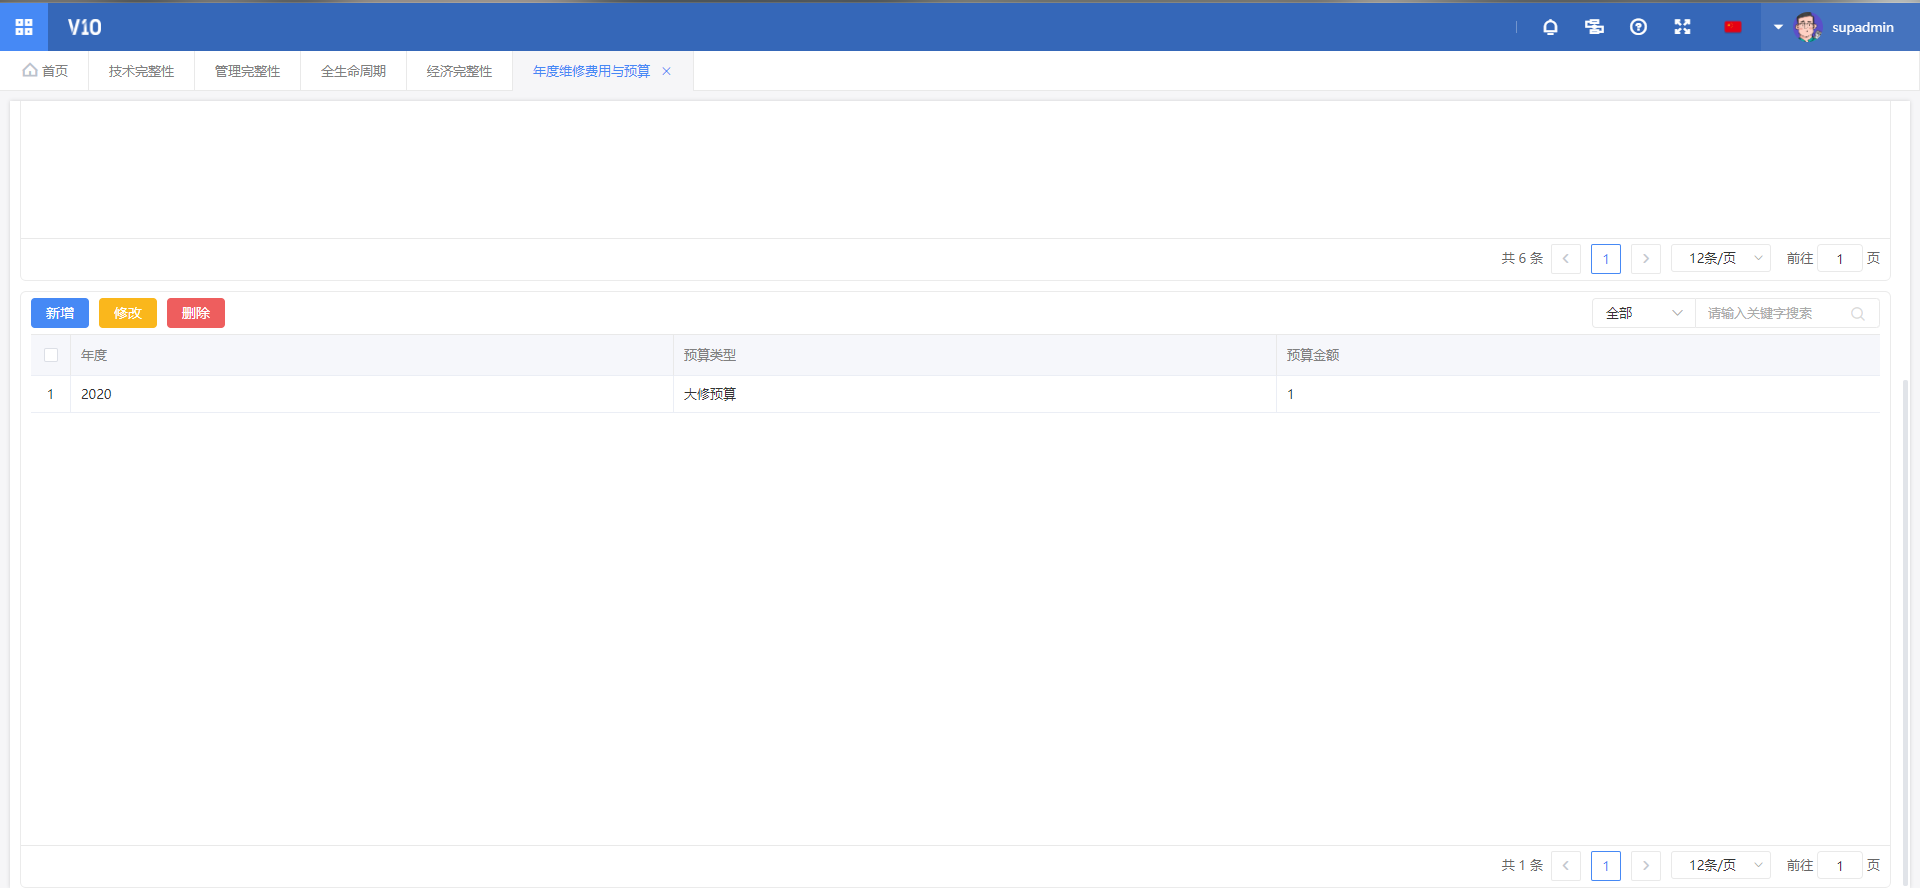 V10
supadmin
首页
技术完整性
管理完整性
全生命周期
经济完整性
年度维修费用与预算
共 6 条
1
12条/页
前往
1
页
新增
修改
删除
全部
请输入关键字搜索
年度
预算类型
预算金额
1
2020
大修预算
1
共 1 条
1
12条/页
前往
1
页